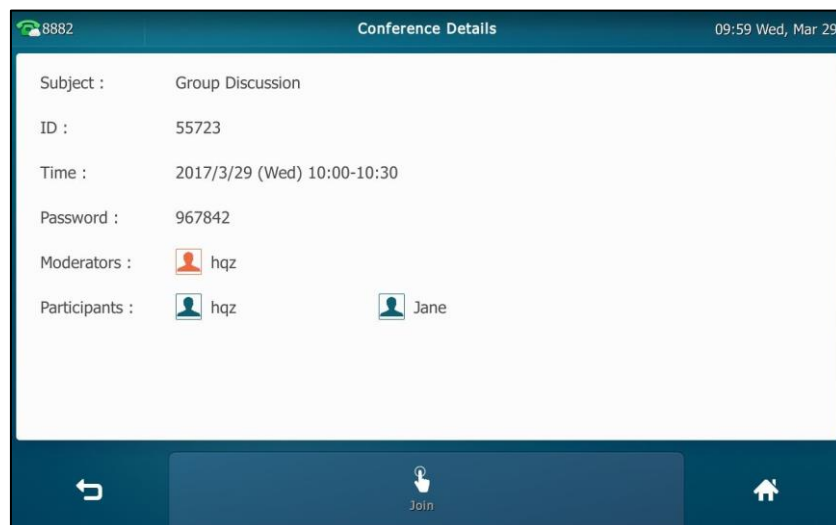 8882 Conference Details 09:59 Wed, Mar 29
Subject : Group Discussion
ID : 55723
Time : 2017/3/29 (Wed) 10:00-10:30
Password : 967842
Moderators : hqz
Participants : hqz Jane
Join